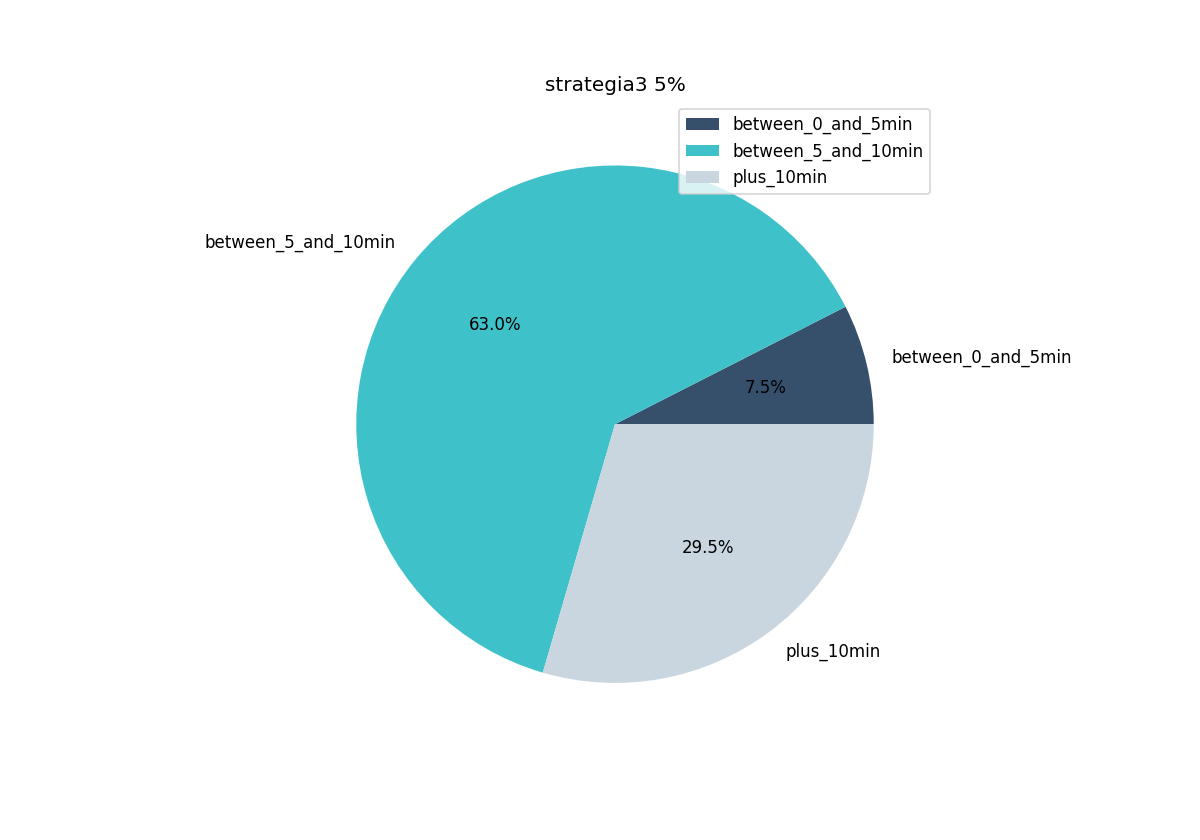 strategia3 5%
between_0_and_5min
between_5_and_10min
plus_10min
between_5_and_10min
63.0%
between_0_and_5min
7.5%
29.5%
plus_10min